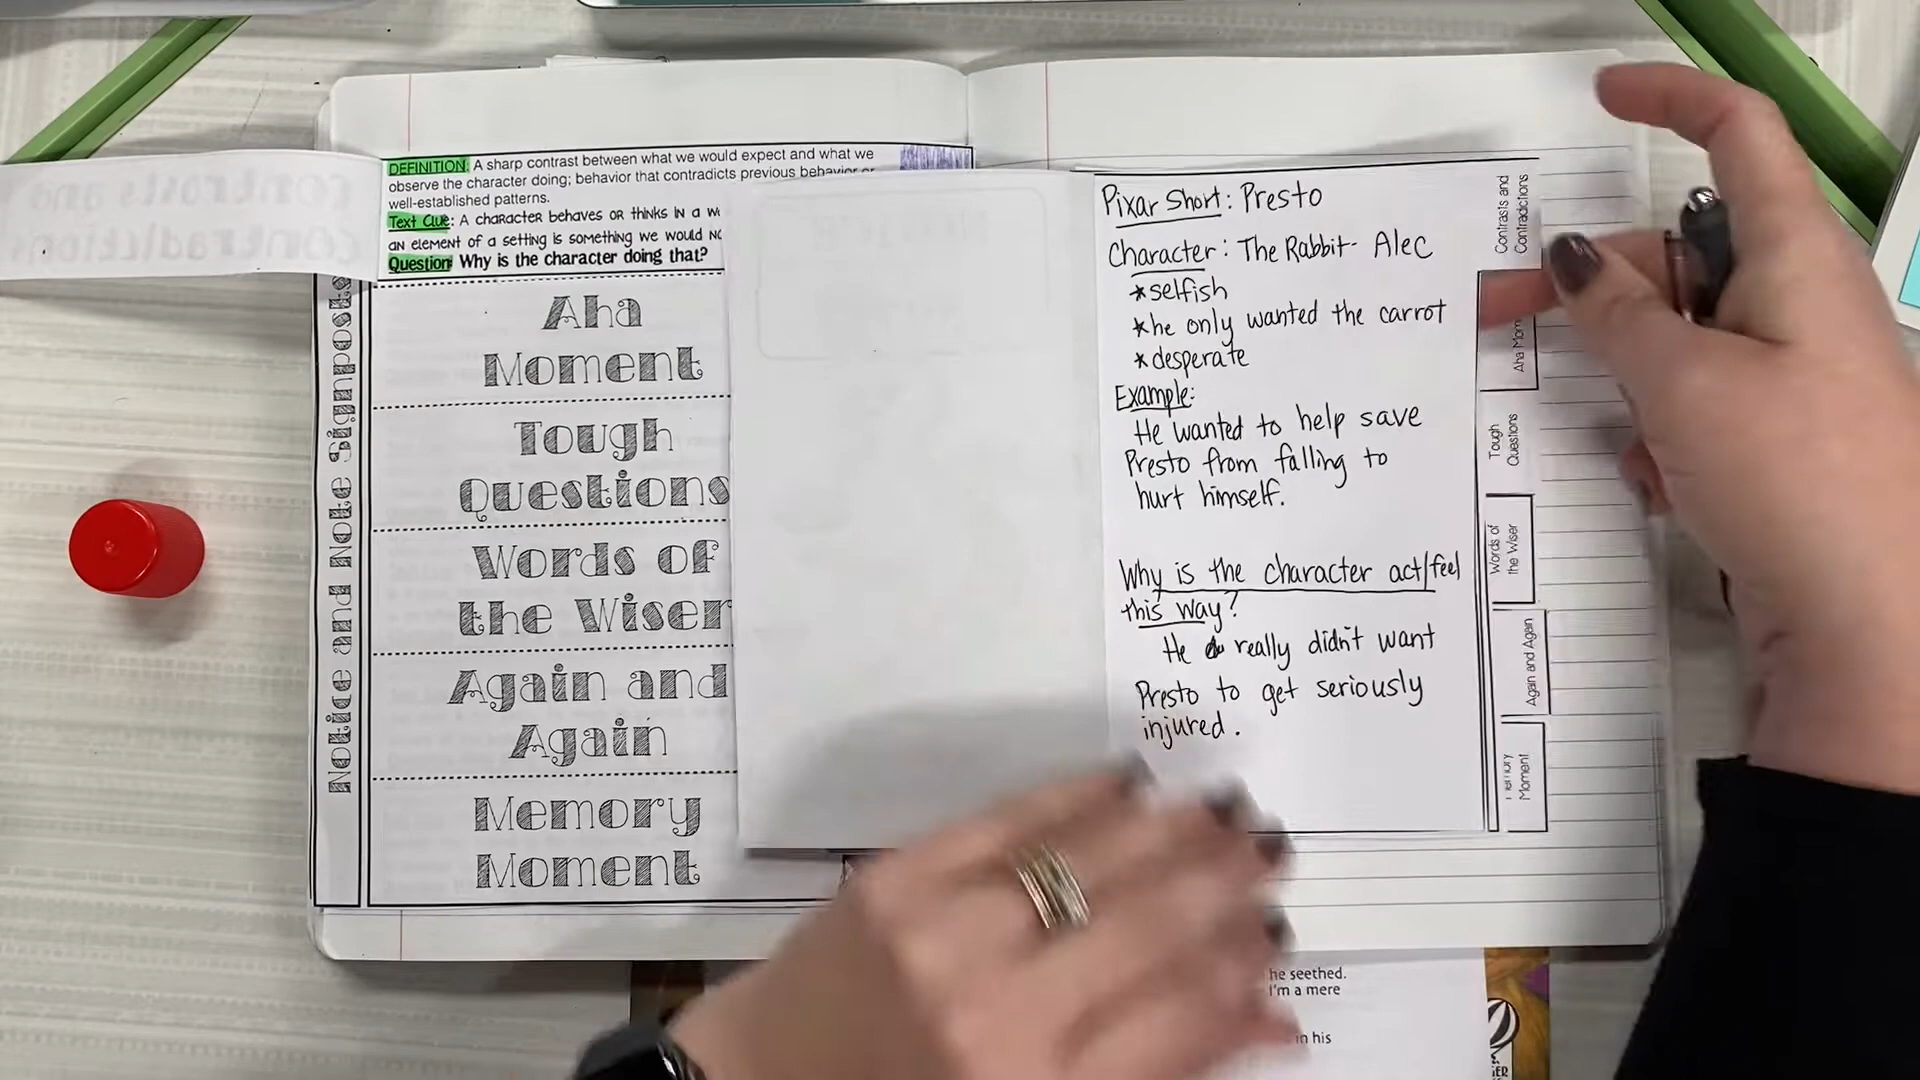 DEFINITION: A sharp contrast between what we would expect and what we
observe the character doing; behavior that contradicts previous behavior or
well-established patterns.
Text Clue: A character behaves or thinks in a
an element of a setting is something we would
Question: Why is the character doing that?
Notice and Note Signposts
Aha
Moment
Tough
Questions
Words of
the Wiser
Again and
Again
Memory
Moment
Pixar Short: Presto
Character: The Rabbit- Alec
*selfish
*he only wanted the carrot
*desperate
Example:
He wanted to help save
Presto from falling to
hurt himself.
Why is the character act/feel
this way?
He really didn't want
Presto to get seriously
injured.
Contrasts and
Contradictions
Aha
Tough
Questions
Words of
the Wiser
Again and Again
Moment
he seethed.
I'm a mere
his